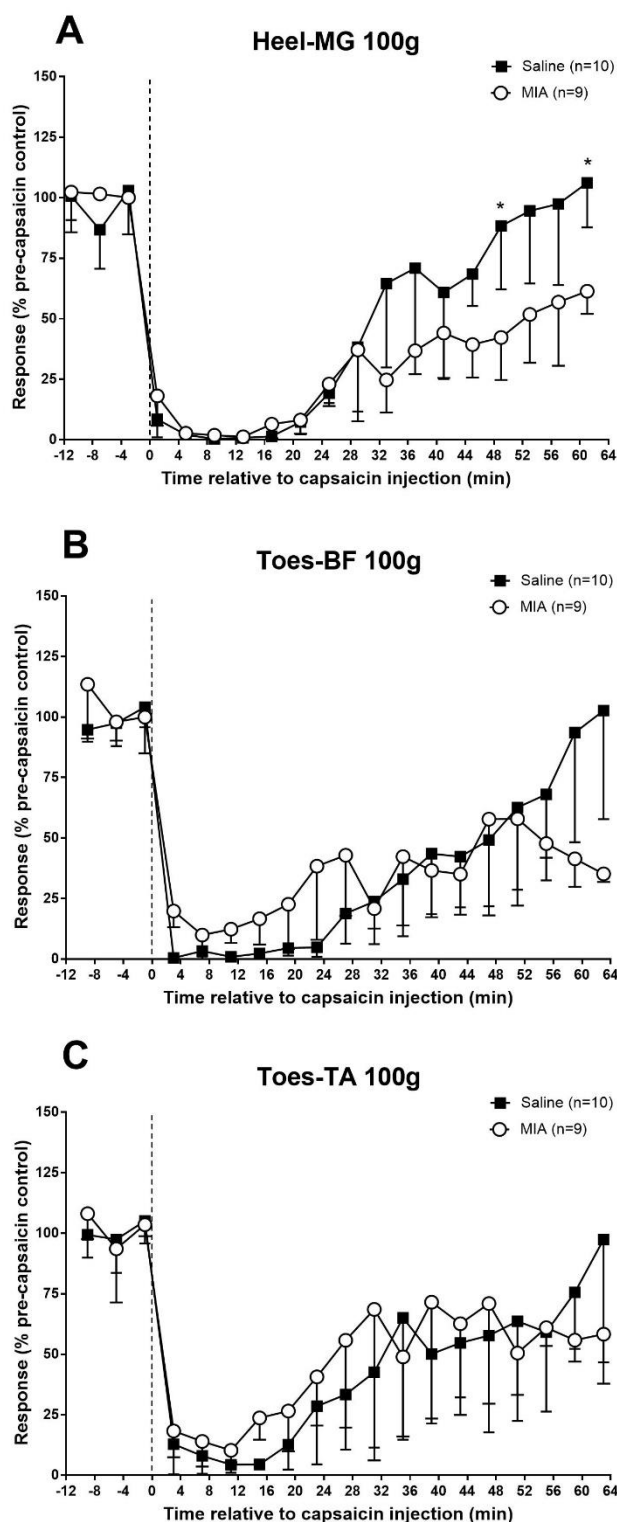 A
Heel-MG 100g
Saline (n=10)
MIA (n=9)
Response (% pre-capsaicin control)
150
125
100
75
50
25
0
* *
-12 -8 -4 0 4 8 12 16 20 24 28 32 36 40 44 48 52 56 60 64
Time relative to capsaicin injection (min)
B
Toes-BF 100g
Saline (n=10)
MIA (n=9)
Response (% pre-capsaicin control)
150
125
100
75
50
25
0
-12 -8 -4 0 4 8 12 16 20 24 28 32 36 40 44 48 52 56 60 64
Time relative to capsaicin injection (min)
C
Toes-TA 100g
Saline (n=10)
MIA (n=9)
Response (% pre-capsaicin control)
150
125
100
75
50
25
0
-12 -8 -4 0 4 8 12 16 20 24 28 32 36 40 44 48 52 56 60 64
Time relative to capsaicin injection (min)